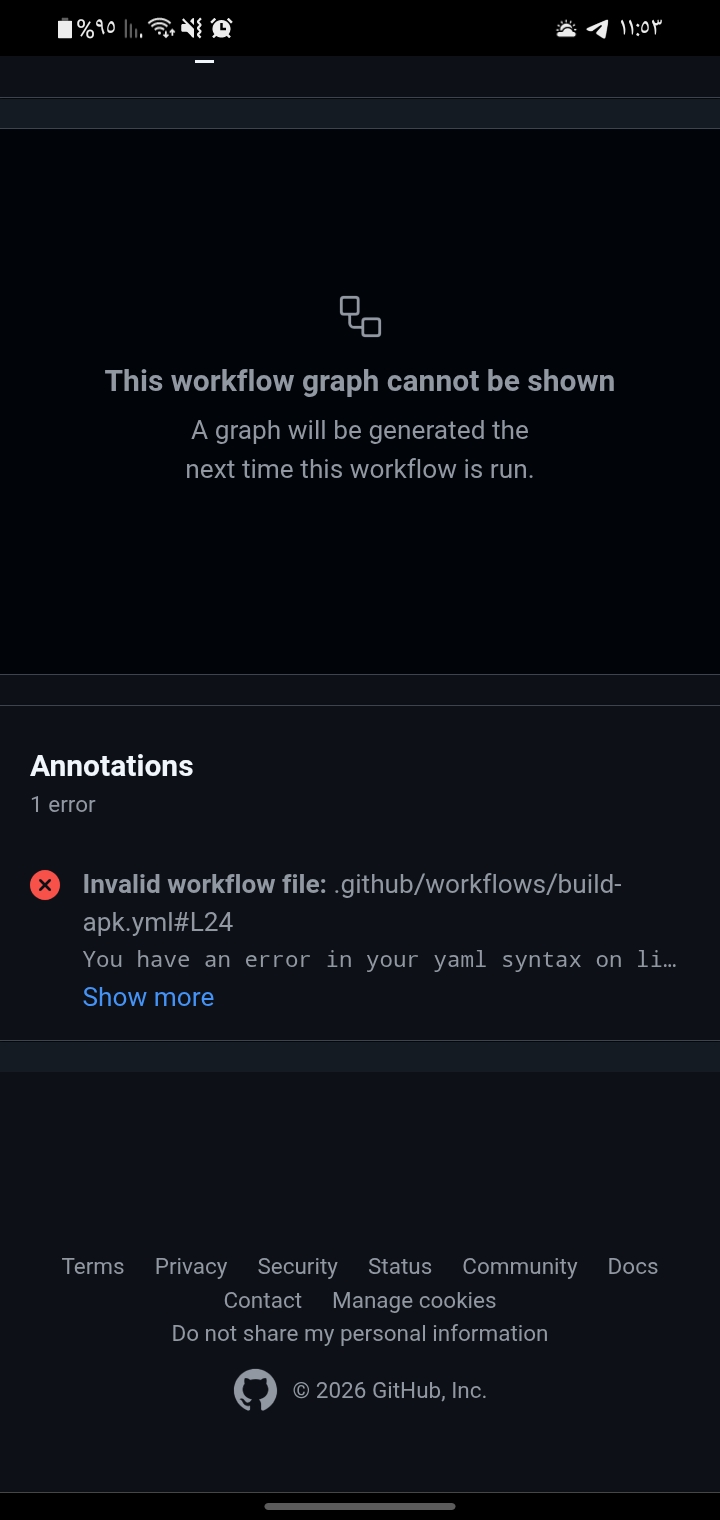 %٩٥ ١١:٥٣
This workflow graph cannot be shown
A graph will be generated the
next time this workflow is run.
Annotations
1 error
Invalid workflow file: .github/workflows/build-
apk.yml#L24
You have an error in your yaml syntax on li…
Show more
Terms Privacy Security Status Community Docs
Contact Manage cookies
Do not share my personal information
© 2026 GitHub, Inc.